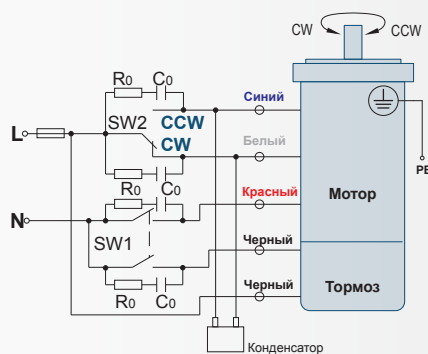 CW CCW
R0 C0
Синий
L SW2 CCW
CW
Белый
PE
R0 C0
Красный
Мотор
N
SW1
Черный
R0 C0
Черный
Тормоз
Конденсатор